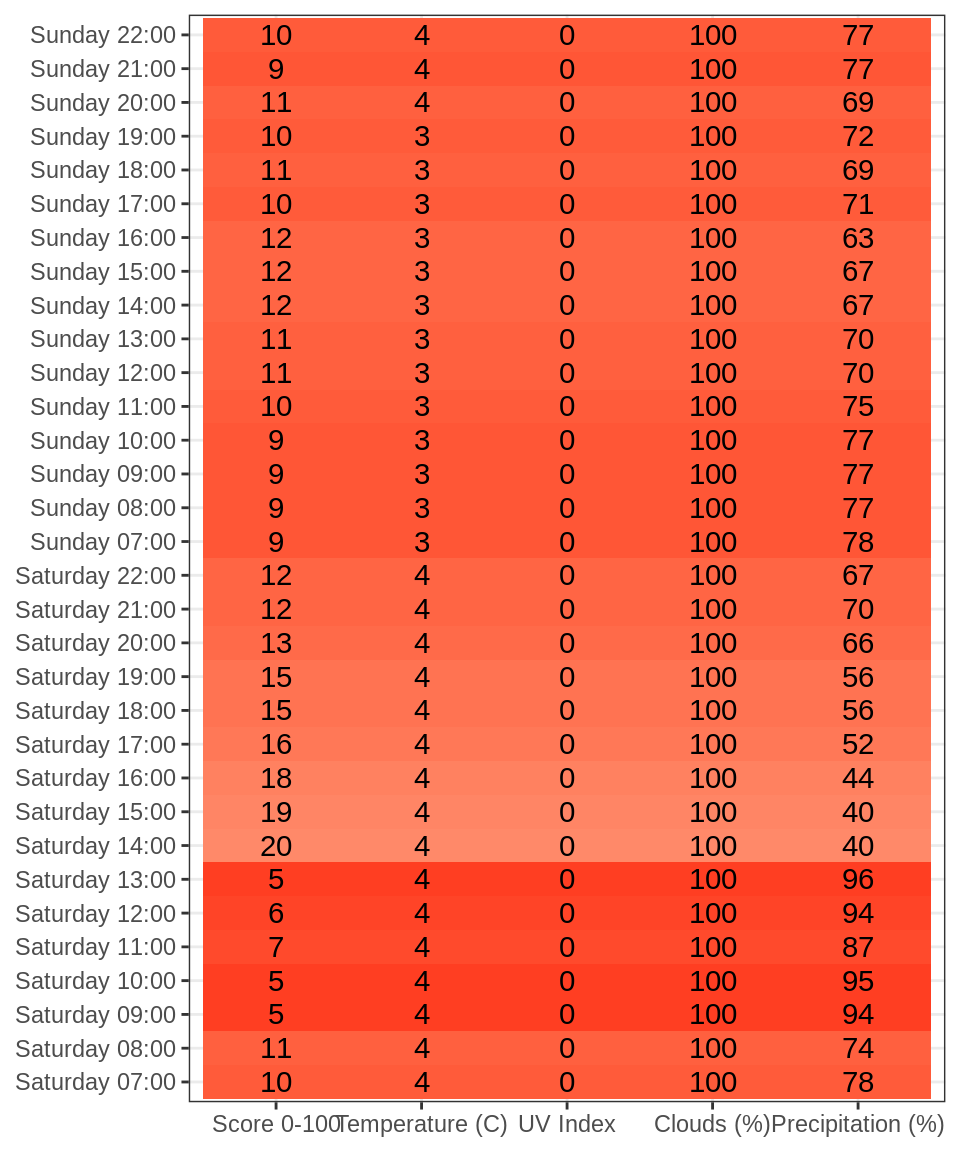 Sunday 22:00 10 4 0 100 77
Sunday 21:00 9 4 0 100 77
Sunday 20:00 11 4 0 100 69
Sunday 19:00 10 3 0 100 72
Sunday 18:00 11 3 0 100 69
Sunday 17:00 10 3 0 100 71
Sunday 16:00 12 3 0 100 63
Sunday 15:00 12 3 0 100 67
Sunday 14:00 12 3 0 100 67
Sunday 13:00 11 3 0 100 70
Sunday 12:00 11 3 0 100 70
Sunday 11:00 10 3 0 100 75
Sunday 10:00 9 3 0 100 77
Sunday 09:00 9 3 0 100 77
Sunday 08:00 9 3 0 100 77
Sunday 07:00 9 3 0 100 78
Saturday 22:00 12 4 0 100 67
Saturday 21:00 12 4 0 100 70
Saturday 20:00 13 4 0 100 66
Saturday 19:00 15 4 0 100 56
Saturday 18:00 15 4 0 100 56
Saturday 17:00 16 4 0 100 52
Saturday 16:00 18 4 0 100 44
Saturday 15:00 19 4 0 100 40
Saturday 14:00 20 4 0 100 40
Saturday 13:00 5 4 0 100 96
Saturday 12:00 6 4 0 100 94
Saturday 11:00 7 4 0 100 87
Saturday 10:00 5 4 0 100 95
Saturday 09:00 5 4 0 100 94
Saturday 08:00 11 4 0 100 74
Saturday 07:00 10 4 0 100 78
Score 0-100 Temperature (C) UV Index Clouds (%) Precipitation (%)